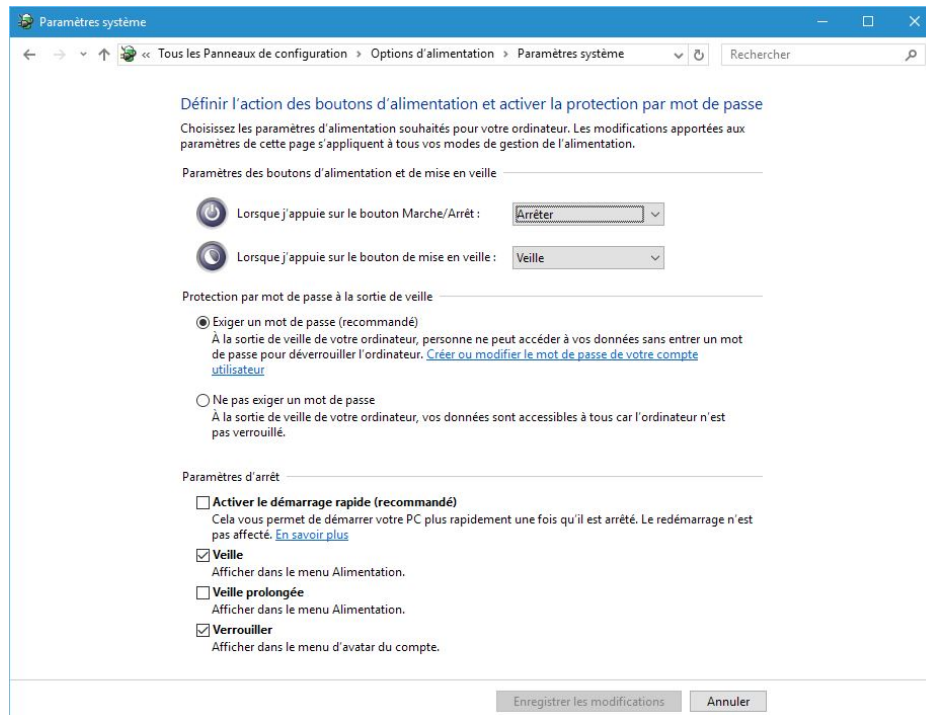 Paramètres système
« Tous les Panneaux de configuration > Options d'alimentation > Paramètres système
Rechercher
Définir l'action des boutons d'alimentation et activer la protection par mot de passe
Choisissez les paramètres d'alimentation souhaités pour votre ordinateur. Les modifications apportées aux
paramètres de cette page s'appliquent à tous vos modes de gestion de l'alimentation.
Paramètres des boutons d'alimentation et de mise en veille
Lorsque j'appuie sur le bouton Marche/Arrêt : Arrêter
Lorsque j'appuie sur le bouton de mise en veille : Veille
Protection par mot de passe à la sortie de veille
Exiger un mot de passe (recommandé)
À la sortie de veille de votre ordinateur, personne ne peut accéder à vos données sans entrer un mot
de passe pour déverrouiller l'ordinateur. Créer ou modifier le mot de passe de votre compte
utilisateur
Ne pas exiger un mot de passe
À la sortie de veille de votre ordinateur, vos données sont accessibles à tous car l'ordinateur n'est
pas verrouillé.
Paramètres d'arrêt
Activer le démarrage rapide (recommandé)
Cela vous permet de démarrer votre PC plus rapidement une fois qu'il est arrêté. Le redémarrage n'est
pas affecté. En savoir plus
Veille
Afficher dans le menu Alimentation.
Veille prolongée
Afficher dans le menu Alimentation.
Verrouiller
Afficher dans le menu d'avatar du compte.
Enregistrer les modifications Annuler